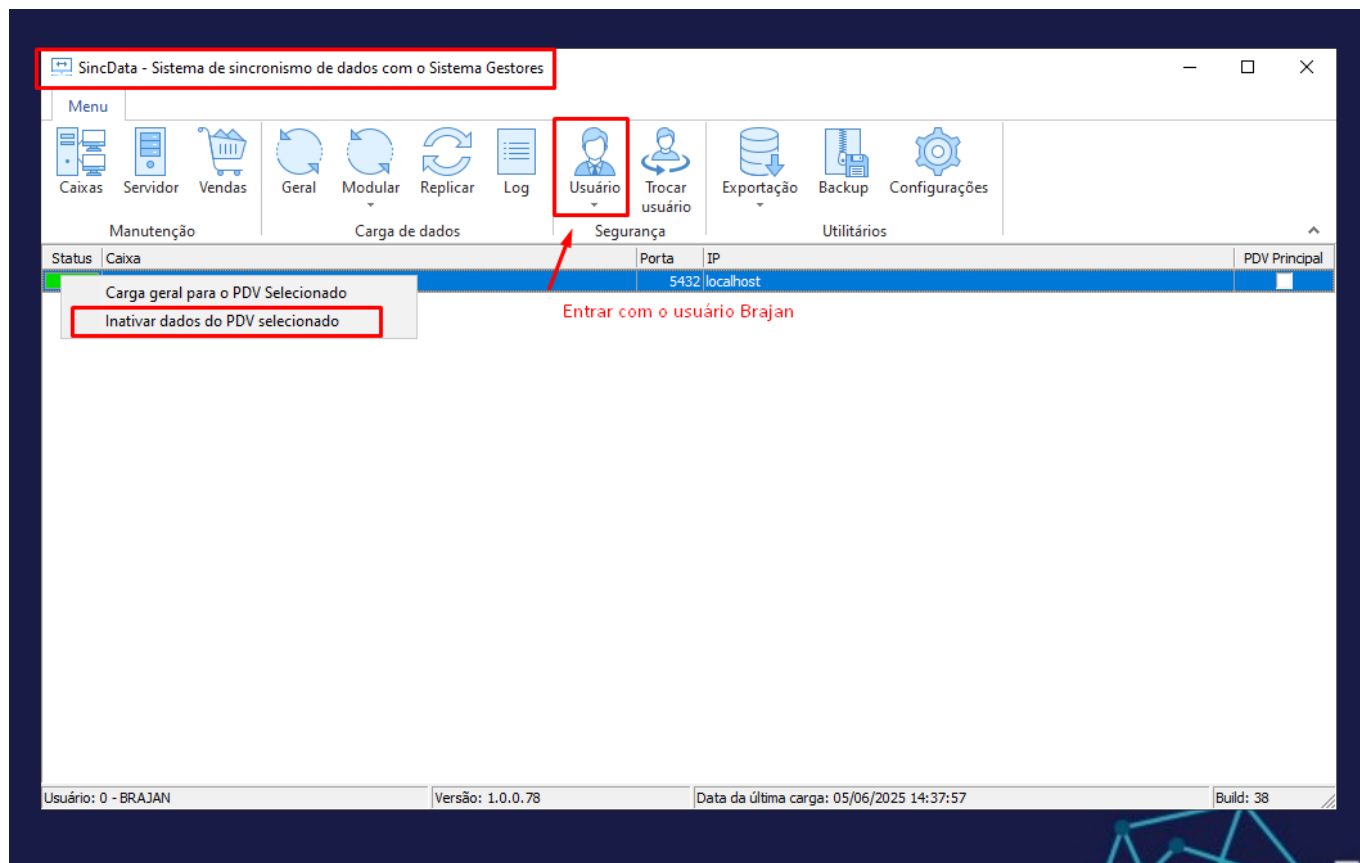 SincData - Sistema de sincronismo de dados com o Sistema Gestores
Menu
Caixas Servidor Vendas Geral Modular Replicar Log Usuário Trocar usuário Exportação Backup Configurações
Manutenção Carga de dados Segurança Utilitários
Status Caixa Porta IP PDV Principal
5432 localhost
Carga geral para o PDV Selecionado
Inativar dados do PDV selecionado
Entrar com o usuário Brajan
Usuário: 0 - BRAJAN Versão: 1.0.0.78 Data da última carga: 05/06/2025 14:37:57 Build: 38